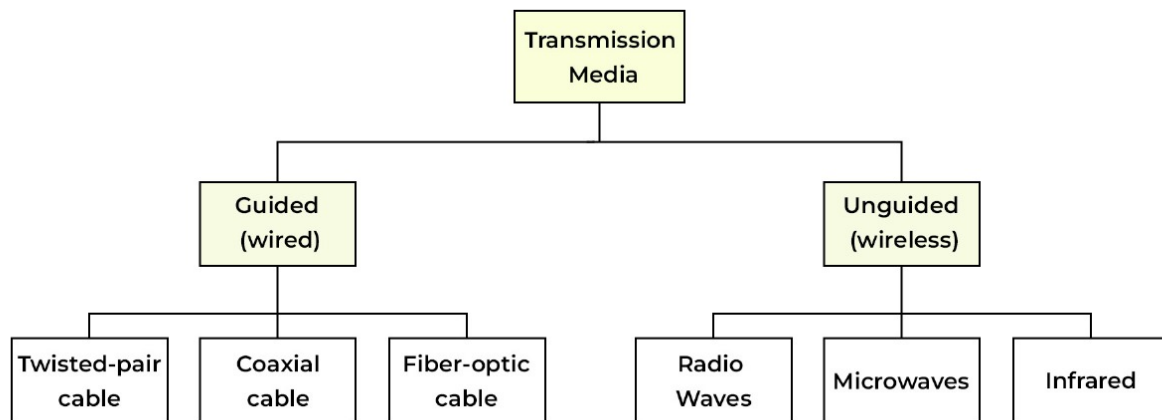 Transmission
Media
Guided
(wired)
Unguided
(wireless)
Twisted-pair
cable
Coaxial
cable
Fiber-optic
cable
Radio
Waves
Microwaves
Infrared